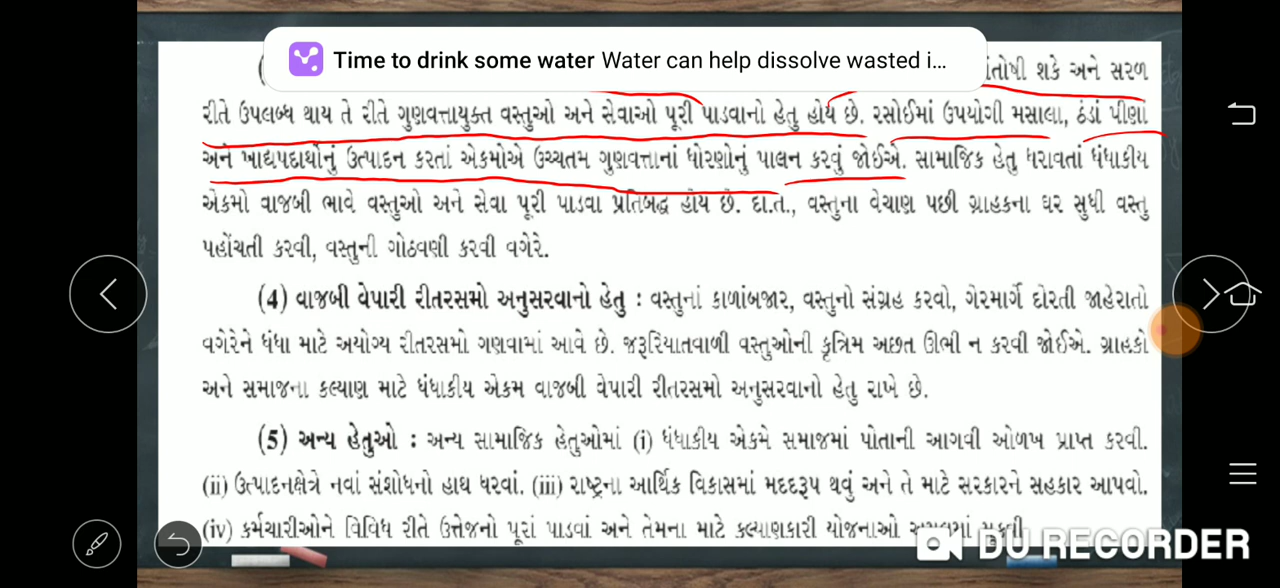 Time to drink some water Water can help dissolve wasted i...
શકે અને સરળ
રીતે ઉપલબ્ધ થાય તે રીતે ગુણવત્તાયુક્ત વસ્તુઓ અને સેવાઓ પૂરી પાડવાનો હેતુ હોય છે. રસોઈમાં ઉપયોગી મસાલા, ઠંડાં પીણાં
અને ખાદ્યપદાર્થોનું ઉત્પાદન કરતાં એકમોએ ઉચ્ચતમ ગુણવત્તાનાં ધોરણોનું પાલન કરવું જોઈએ. સામાજિક હેતુ ધરાવતાં ધંધાકીય
એકમો વાજબી ભાવે વસ્તુઓ અને સેવા પૂરી પાડવા પ્રતિબદ્ધ હોય છે. દા.ત., વસ્તુના વેચાણ પછી ગ્રાહકના ઘર સુધી વસ્તુ
પહોંચતી કરવી, વસ્તુની ગોઠવણી કરવી વગેરે.
(4) વાજબી વેપારી રીતરસમો અનુસરવાનો હેતુ : વસ્તુનાં કાળાંબજાર, વસ્તુનો સંગ્રહ કરવો, ગેરમાર્ગે દોરતી જાહેરાતો
વગેરેને ધંધા માટે અયોગ્ય રીતરસમો ગણવામાં આવે છે. જરૂરિયાતવાળી વસ્તુઓની કૃત્રિમ અછત ઊભી ન કરવી જોઈએ. ગ્રાહકો
અને સમાજના કલ્યાણ માટે ધંધાકીય એકમ વાજબી વેપારી રીતરસમો અનુસરવાનો હેતુ રાખે છે.
(5) અન્ય હેતુઓ : અન્ય સામાજિક હેતુઓમાં (i) ધંધાકીય એકમે સમાજમાં પોતાની આગવી ઓળખ પ્રાપ્ત કરવી.
(ii) ઉત્પાદનક્ષેત્રે નવાં સંશોધનો હાથ ધરવાં. (iii) રાષ્ટ્રના આર્થિક વિકાસમાં મદદરૂપ થવું અને તે માટે સરકારને સહકાર આપવો.
(iv) કર્મચારીઓને વિવિધ રીતે ઉત્તેજનો પૂરાં પાડવાં અને તેમના માટે કલ્યાણકારી યોજનાઓ
DU RECORDER